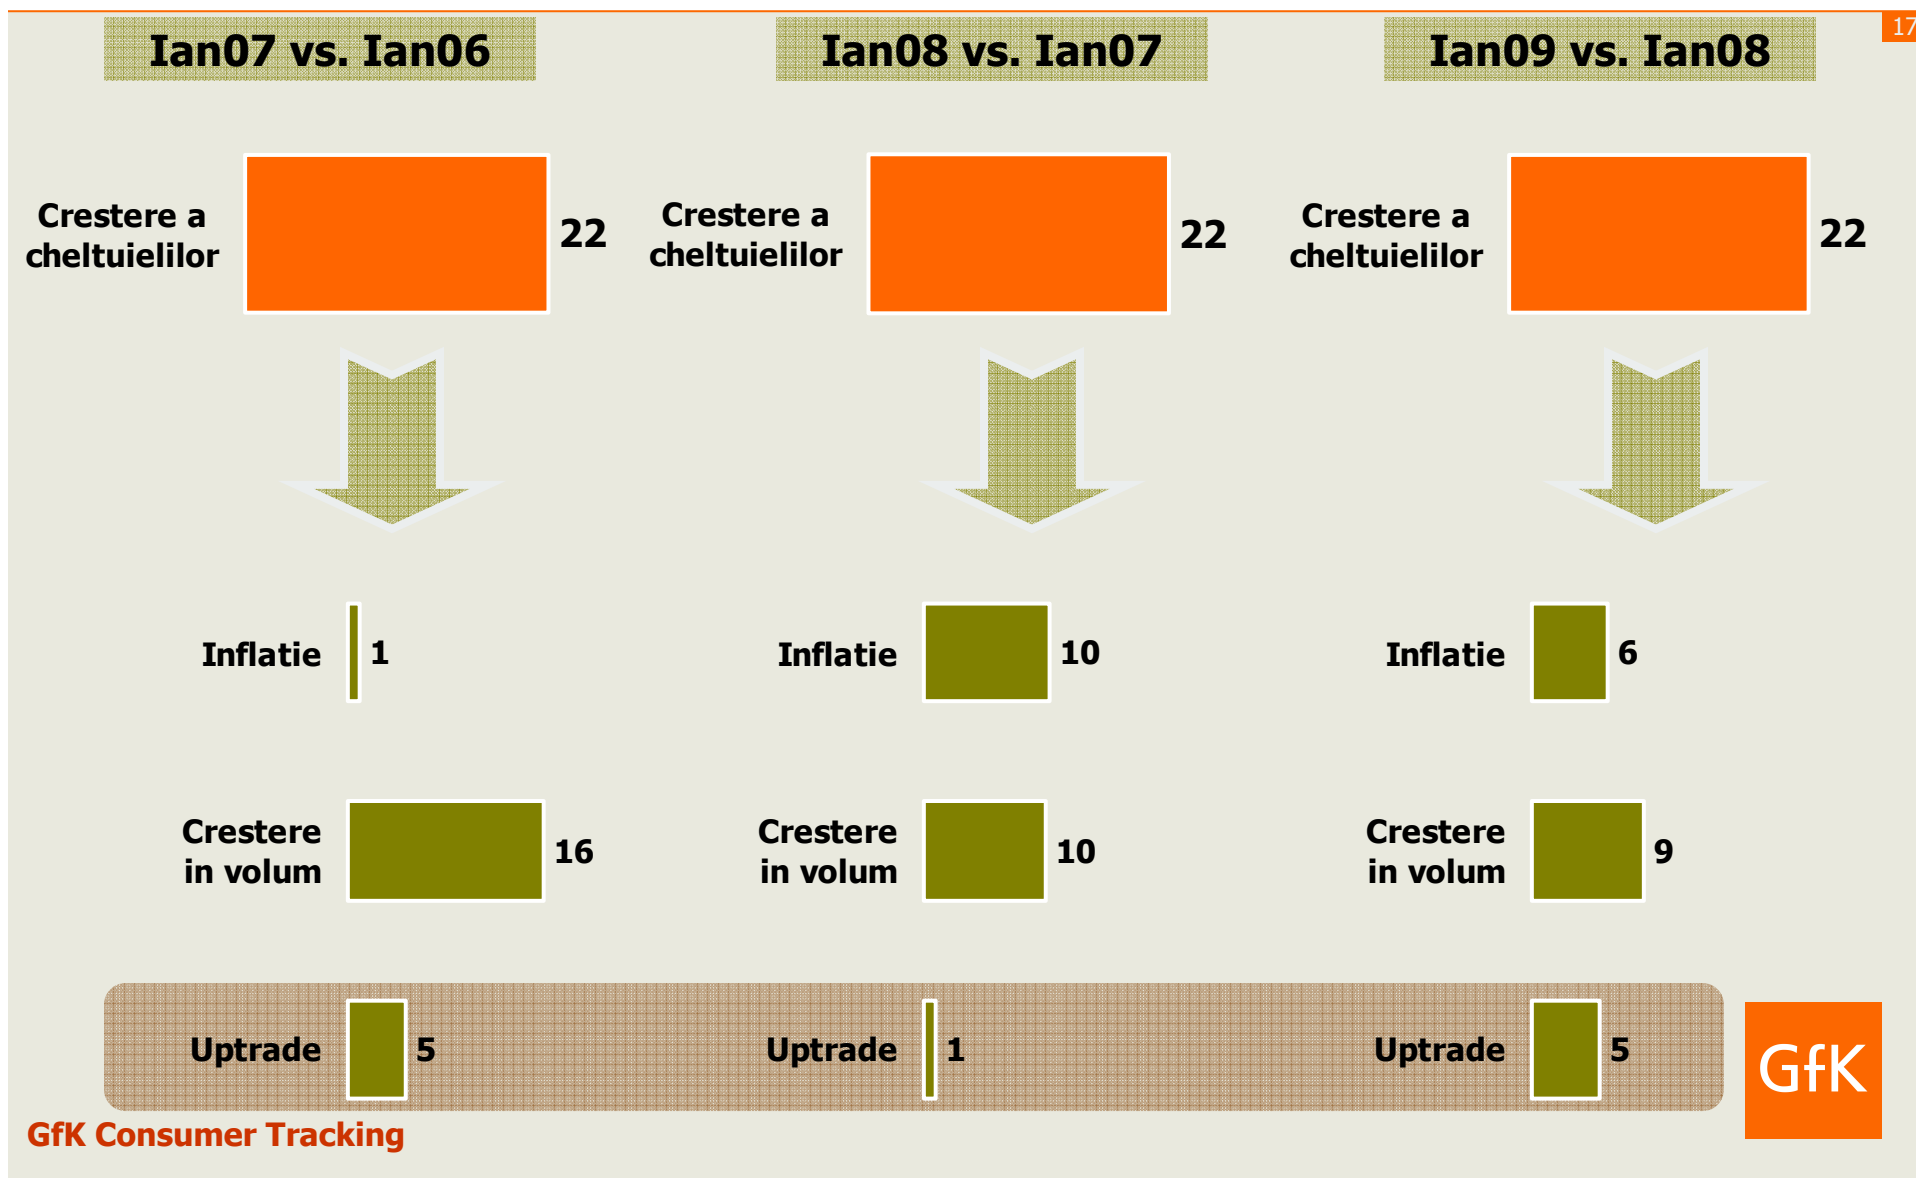 17
Ian07 vs. Ian06
Ian08 vs. Ian07
Ian09 vs. Ian08
Crestere a
cheltuielilor
22
Crestere a
cheltuielilor
22
Crestere a
cheltuielilor
22
Inflatie
1
Inflatie
10
Inflatie
6
Crestere
in volum
16
Crestere
in volum
10
Crestere
in volum
9
Uptrade
5
Uptrade
1
Uptrade
5
GfK
GfK Consumer Tracking